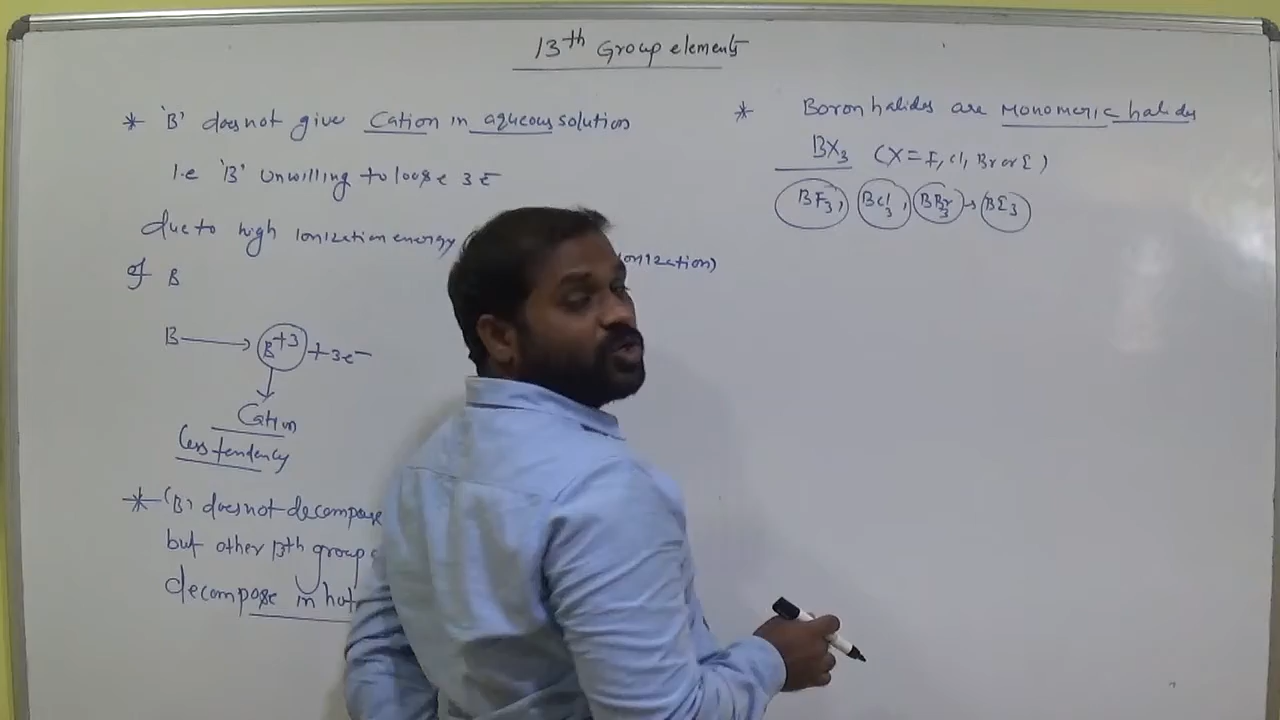 13th Group elements
* 'B' does not give Cation in aqueous solution
i.e 'B' unwilling to loose 3e-
due to high Ionization energy
onization)
of B
B → B+3 + 3e-
Cation
Less tendency
* 'B' does not decompose
but other 13th group
decompose in hot
* Boron halides are Monomeric halides
BX3 (X = F, Cl, Br or I)
BF3, BCl3, BBr3 → BI3